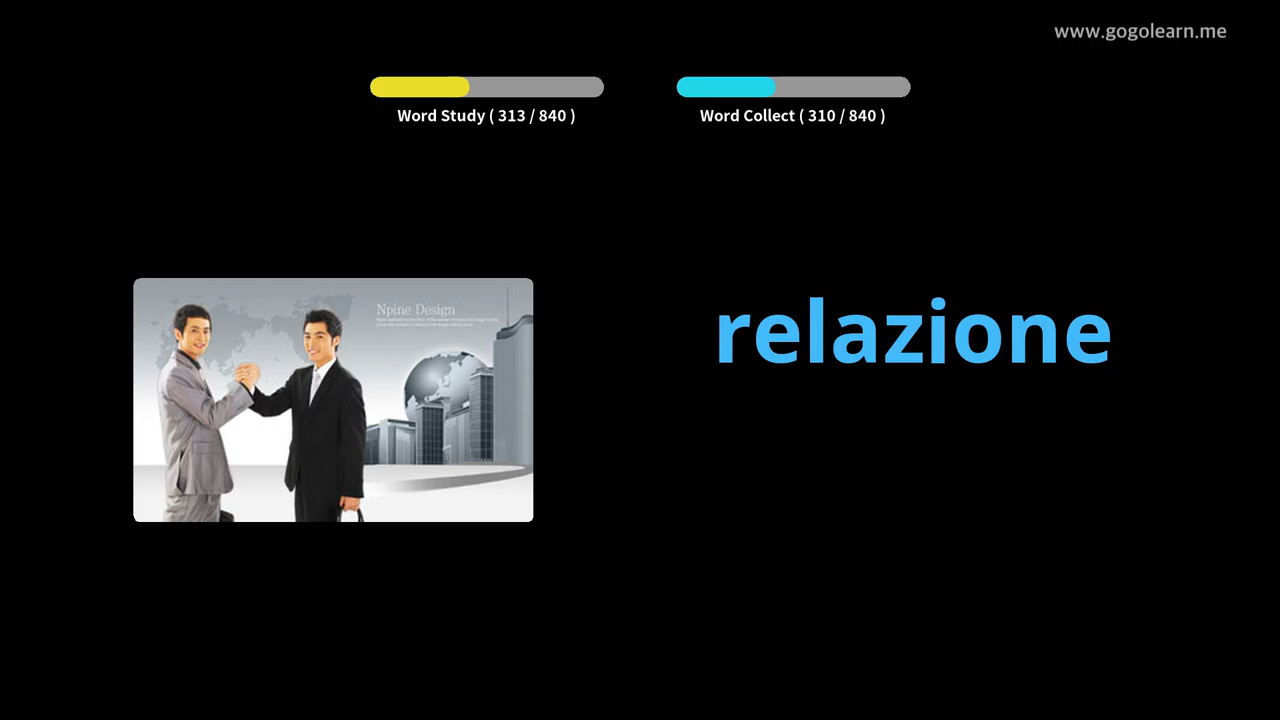 www.gogolearn.me
Word Study ( 313 / 840 )
Word Collect ( 310 / 840 )
Npine Design
relazione